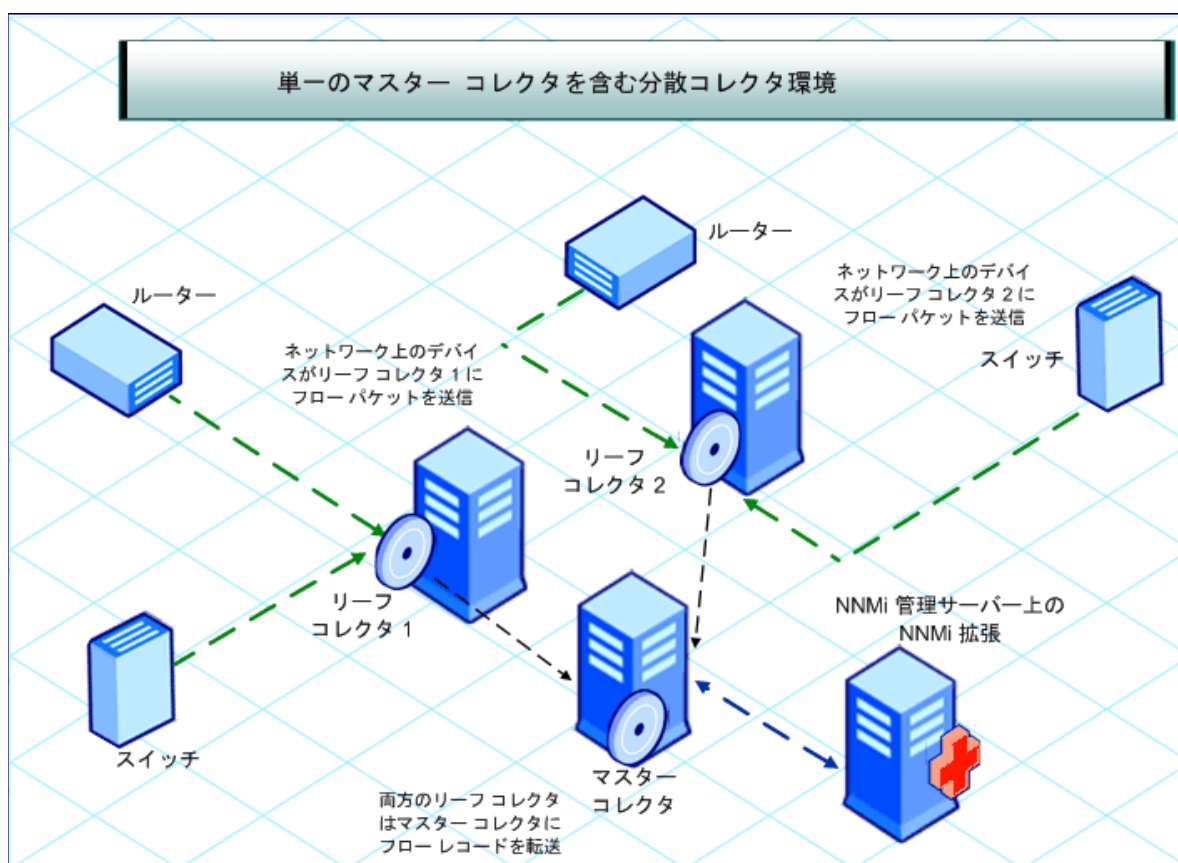 単一のマスター コレクタを含む分散コレクタ環境
ルーター
ネットワーク上のデバイ
スがリーフ コレクタ 2 に
フロー パケットを送信
ルーター
スイッチ
ネットワーク上のデバイ
スがリーフ コレクタ 1 に
フロー パケットを送信
リーフ
コレクタ 2
リーフ
コレクタ 1
NNMi 管理サーバー上の
NNMi 拡張
スイッチ
マスター
コレクタ
両方のリーフ コレクタ
はマスター コレクタに
フロー レコードを転送